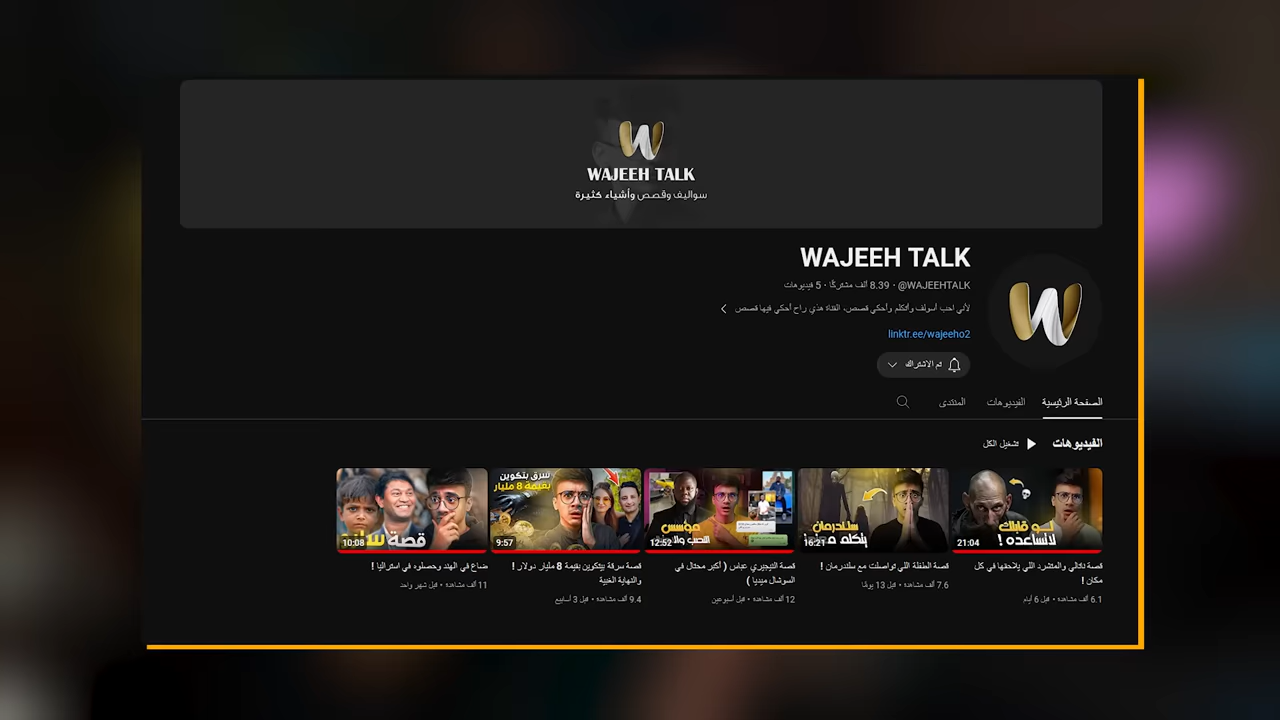 WAJEEH TALK
سواليف وقصص وأشياء كثيرة
WAJEEH TALK
@WAJEEHTALK · 8.39 ألف مشتركًا · 5 فيديوهات
لأني احب أسولف وأتكلم وأحكي قصص، القناة هذي راح أحكي فيها قصص
linktr.ee/wajeeho2
تم الاشتراك
الصفحة الرئيسية
الفيديوهات
المنتدى
الفيديوهات
تشغيل الكل
لو قابلك
لاتساعده !
21:04
سلندرمان
يتكلم
16:21
مؤسس
النصب
12:52
سرق بتكوين
بقيمة 8 مليار
9:57
قصة
10:08
قصة ناتالي والمتشرد اللي يلاحقها في كل
مكان !
6.1 ألف مشاهدة • قبل 6 أيام
قصة الطفلة اللي تواصلت مع سلندرمان !
7.6 ألف مشاهدة • قبل 13 يومًا
قصة النيجيري عباس ( أكبر محتال في
السوشال ميديا )
12 ألف مشاهدة • قبل أسبوعين
قصة سرقة بيتكوين بقيمة 8 مليار دولار !
والنهاية الغبية
9.4 ألف مشاهدة • قبل 3 أسابيع
ضاع في الهند وحصلوه في استراليا !
11 ألف مشاهدة • قبل شهر واحد